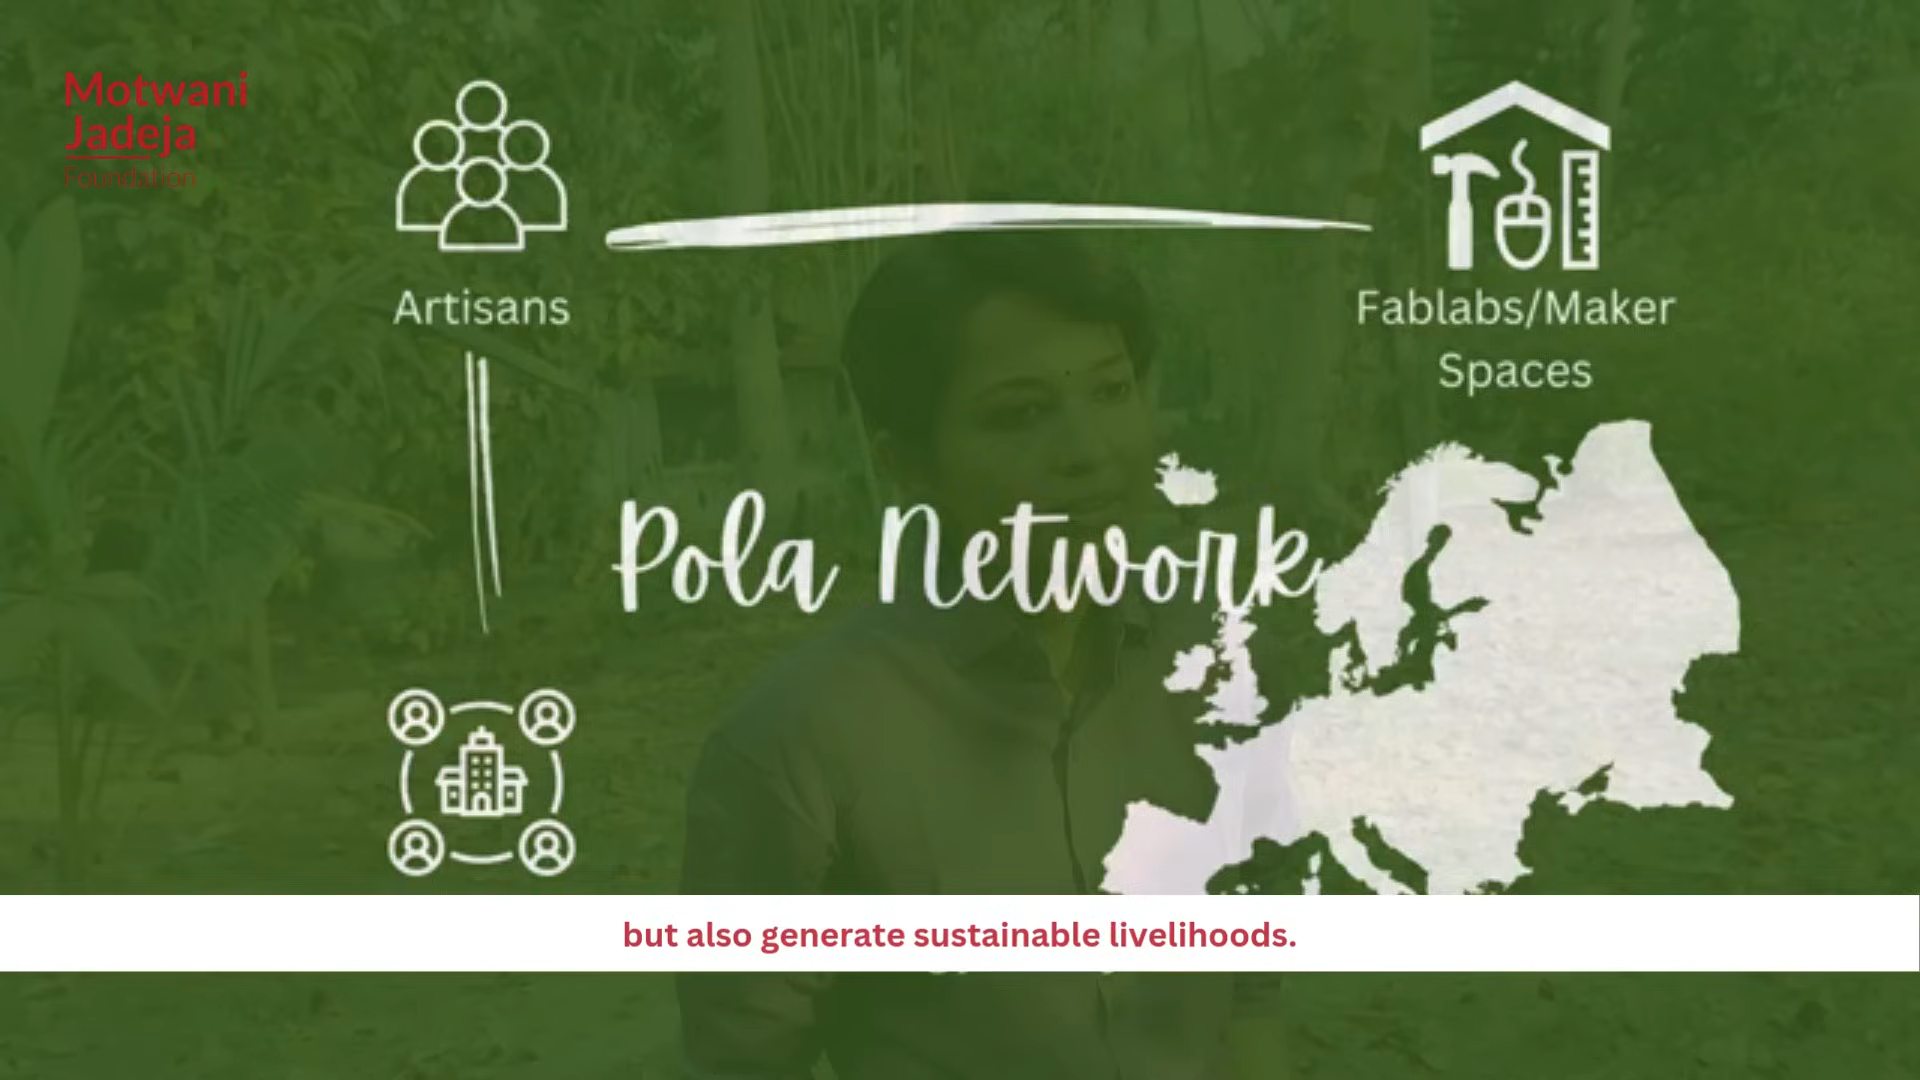 Motwani
Jadeja
Foundation
Artisans
Fablabs/Maker
Spaces
Pola Network
but also generate sustainable livelihoods.